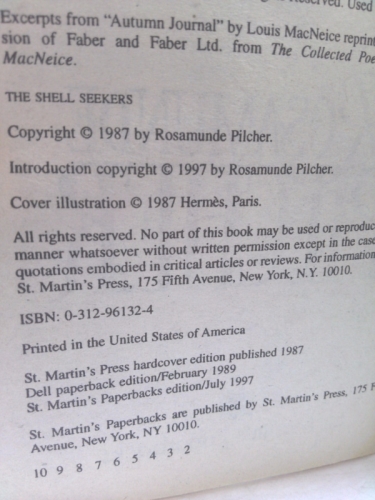 Reserved. Used
Excerpts from "Autumn Journal" by Louis MacNeice reprint
sion of Faber and Faber Ltd. from The Collected Poe
MacNeice.
THE SHELL SEEKERS
Copyright © 1987 by Rosamunde Pilcher.
Introduction copyright © 1997 by Rosamunde Pilcher.
Cover illustration © 1987 Hermès, Paris.
All rights reserved. No part of this book may be used or reproduc
manner whatsoever without written permission except in the case
quotations embodied in critical articles or reviews. For information
St. Martin's Press, 175 Fifth Avenue, New York, N.Y. 10010.
ISBN: 0-312-96132-4
Printed in the United States of America
St. Martin's Press hardcover edition published 1987
Dell paperback edition/February 1989
St. Martin's Paperbacks edition/July 1997
St. Martin's Paperbacks are published by St. Martin's Press, 175 F
Avenue, New York, NY 10010.
10 9 8 7 6 5 4 3 2